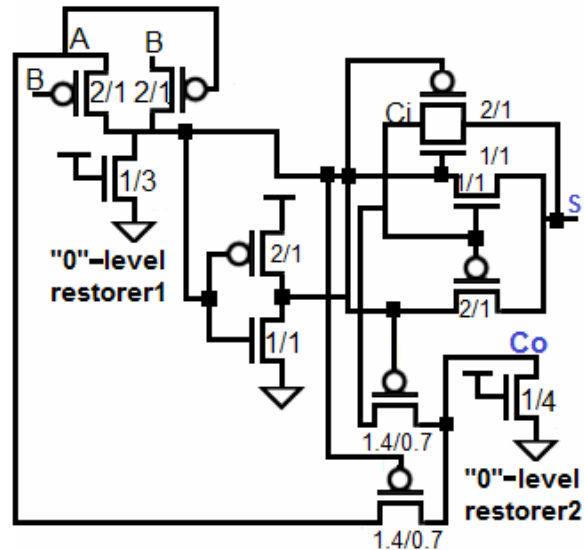 A
B
B
2/1
2/1
1/3
"0"-level
restorer1
2/1
1/1
Ci
2/1
1/1
1/1
s
2/1
Co
1/4
1.4/0.7
"0"-level
restorer2
1.4/0.7